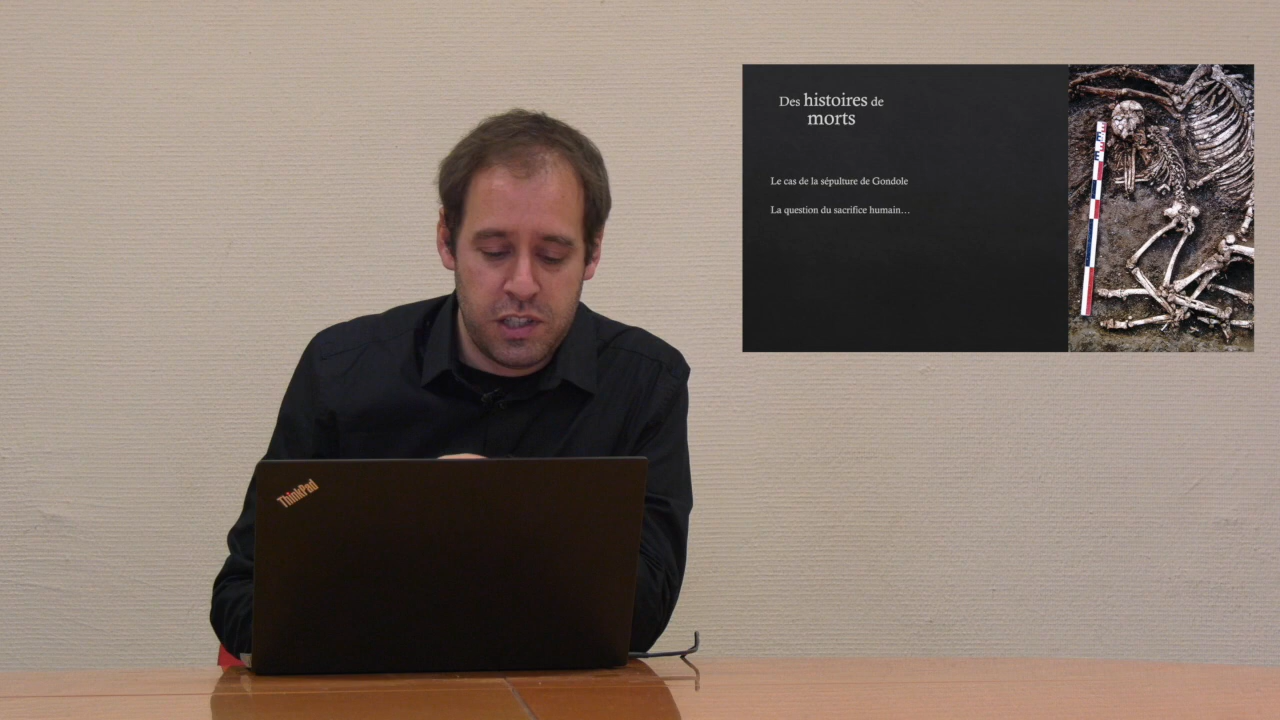 Des histoires de
morts
Le cas de la sépulture de Gondole
La question du sacrifice humain…
ThinkPad